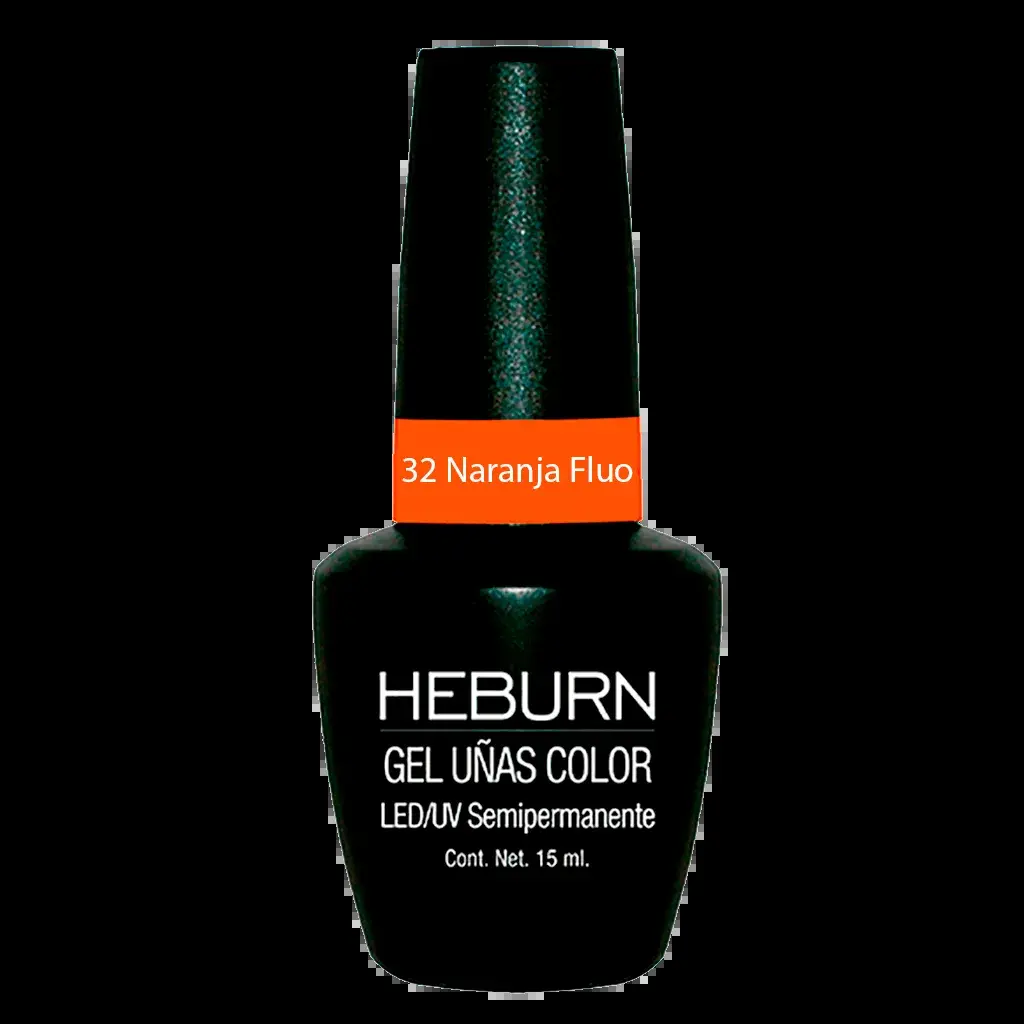 32 Naranja Fluo
HEBURN
GEL UÑAS COLOR
LED/UV Semipermanente
Cont. Net. 15 ml.